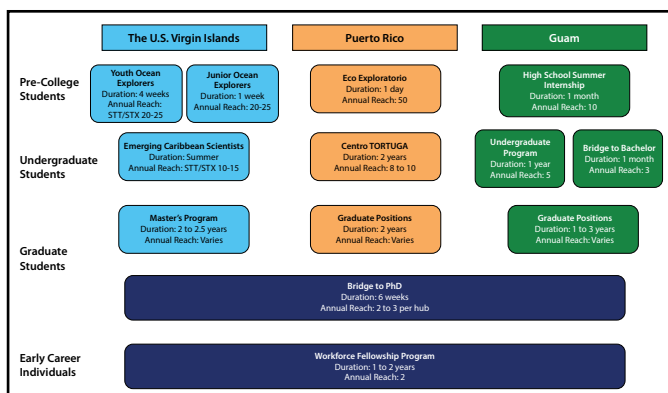 The U.S. Virgin Islands
Puerto Rico
Guam
Pre-College
Students
Youth Ocean
Explorers
Duration: 4 weeks
Annual Reach:
STT/STX 20-25
Junior Ocean
Explorers
Duration: 1 week
Annual Reach: 20-25
Eco Exploratorio
Duration: 1 day
Annual Reach: 50
High School Summer
Internship
Duration: 1 month
Annual Reach: 10
Undergraduate
Students
Emerging Caribbean Scientists
Duration: Summer
Annual Reach: STT/STX 10-15
Centro TORTUGA
Duration: 2 years
Annual Reach: 8 to 10
Undergraduate
Program
Duration: 1 year
Annual Reach: 5
Bridge to Bachelor
Duration: 1 month
Annual Reach: 3
Graduate
Students
Master's Program
Duration: 2 to 2.5 years
Annual Reach: Varies
Graduate Positions
Duration: 2 years
Annual Reach: Varies
Graduate Positions
Duration: 1 to 3 years
Annual Reach: Varies
Bridge to PhD
Duration: 6 weeks
Annual Reach: 2 to 3 per hub
Early Career
Individuals
Workforce Fellowship Program
Duration: 1 to 2 years
Annual Reach: 2